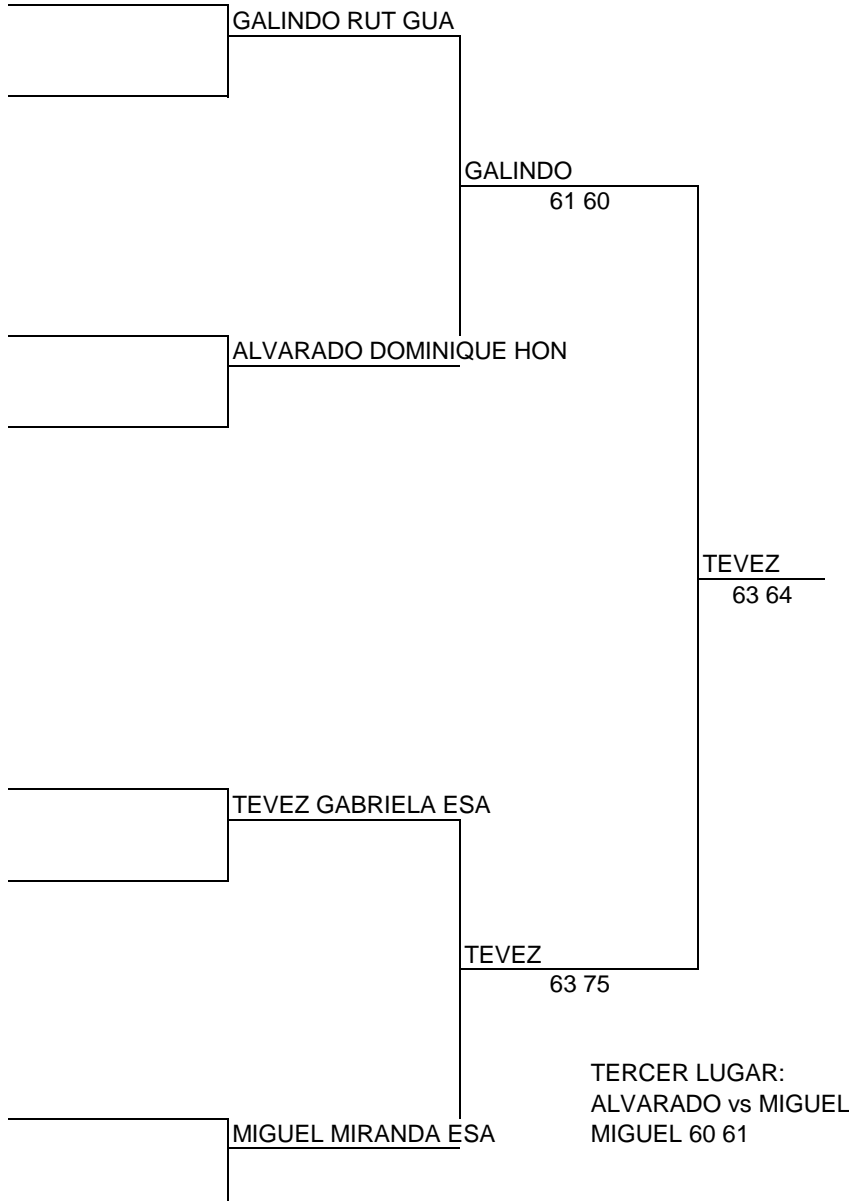 GALINDO RUT GUA
GALINDO
61 60
ALVARADO DOMINIQUE HON
TEVEZ
63 64
TEVEZ GABRIELA ESA
TEVEZ
63 75
TERCER LUGAR:
ALVARADO vs MIGUEL
MIGUEL MIRANDA ESA
MIGUEL 60 61